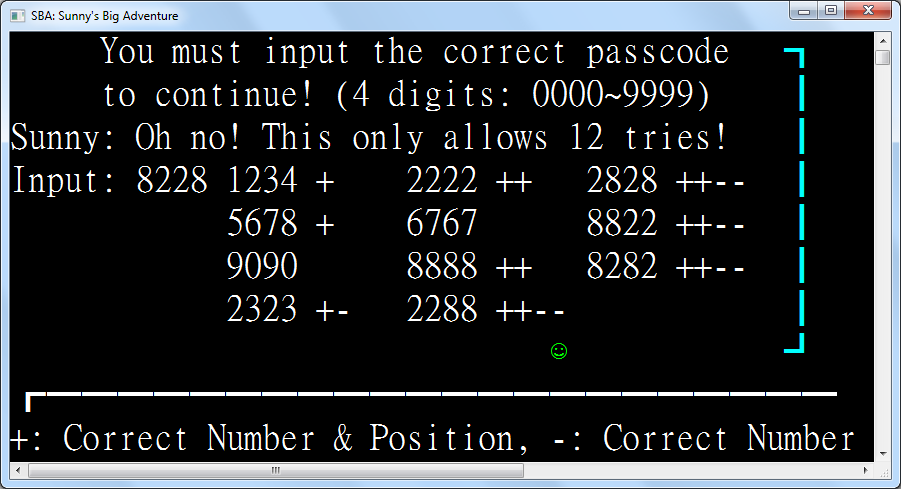 SBA: Sunny's Big Adventure
You must input the correct passcode
to continue! (4 digits: 0000~9999)
Sunny: Oh no! This only allows 12 tries!
Input: 8228 1234 + 2222 ++ 2828 ++--
5678 + 6767 8822 ++--
9090 8888 ++ 8282 ++--
2323 +- 2288 ++--
+: Correct Number & Position, -: Correct Number